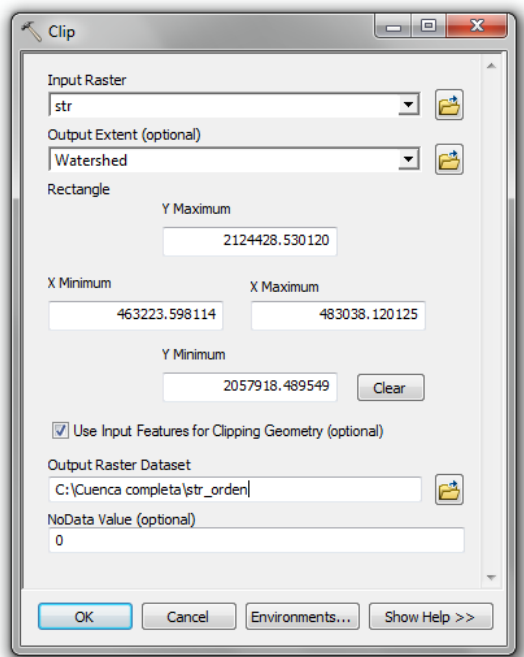 Clip
Input Raster
str
Output Extent (optional)
Watershed
Rectangle
Y Maximum
2124428.530120
X Minimum
X Maximum
463223.598114
483038.120125
Y Minimum
2057918.489549
Clear
Use Input Features for Clipping Geometry (optional)
Output Raster Dataset
C:\Cuenca completa\str_orden
NoData Value (optional)
0
OK Cancel Environments... Show Help >>